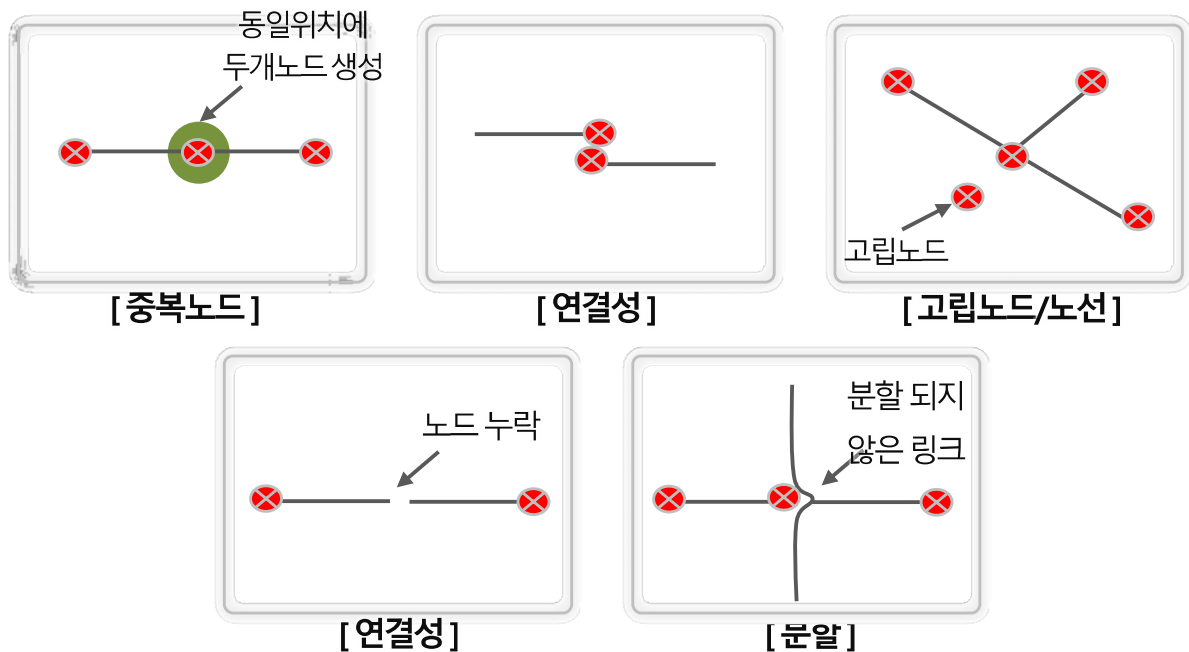 동일위치에
두개노드 생성
[ 중복노드 ]
[ 연결성 ]
고립노드
[ 고립노드/노선 ]
노드 누락
[ 연결성 ]
분할 되지
않은 링크
[ 분할 ]